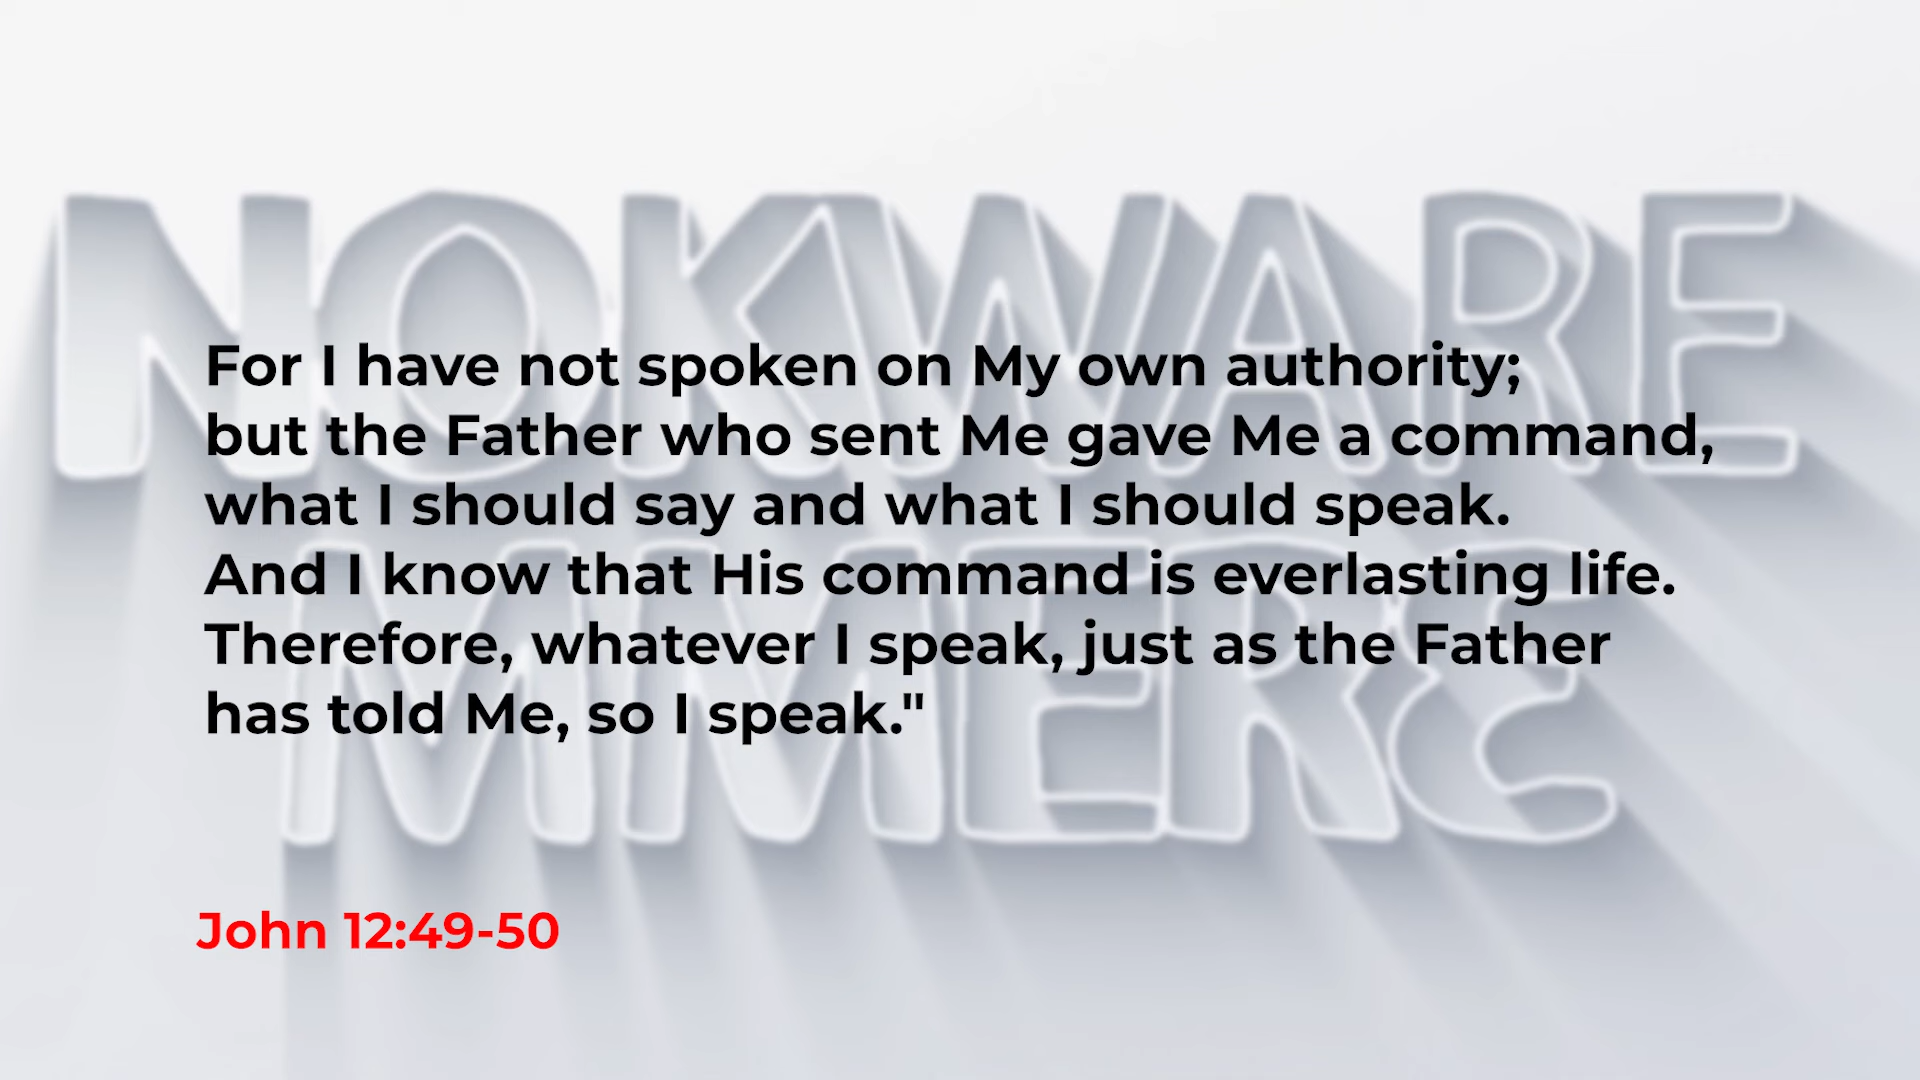 NOKWARE
MMERƐ
For I have not spoken on My own authority;
but the Father who sent Me gave Me a command,
what I should say and what I should speak.
And I know that His command is everlasting life.
Therefore, whatever I speak, just as the Father
has told Me, so I speak."
John 12:49-50